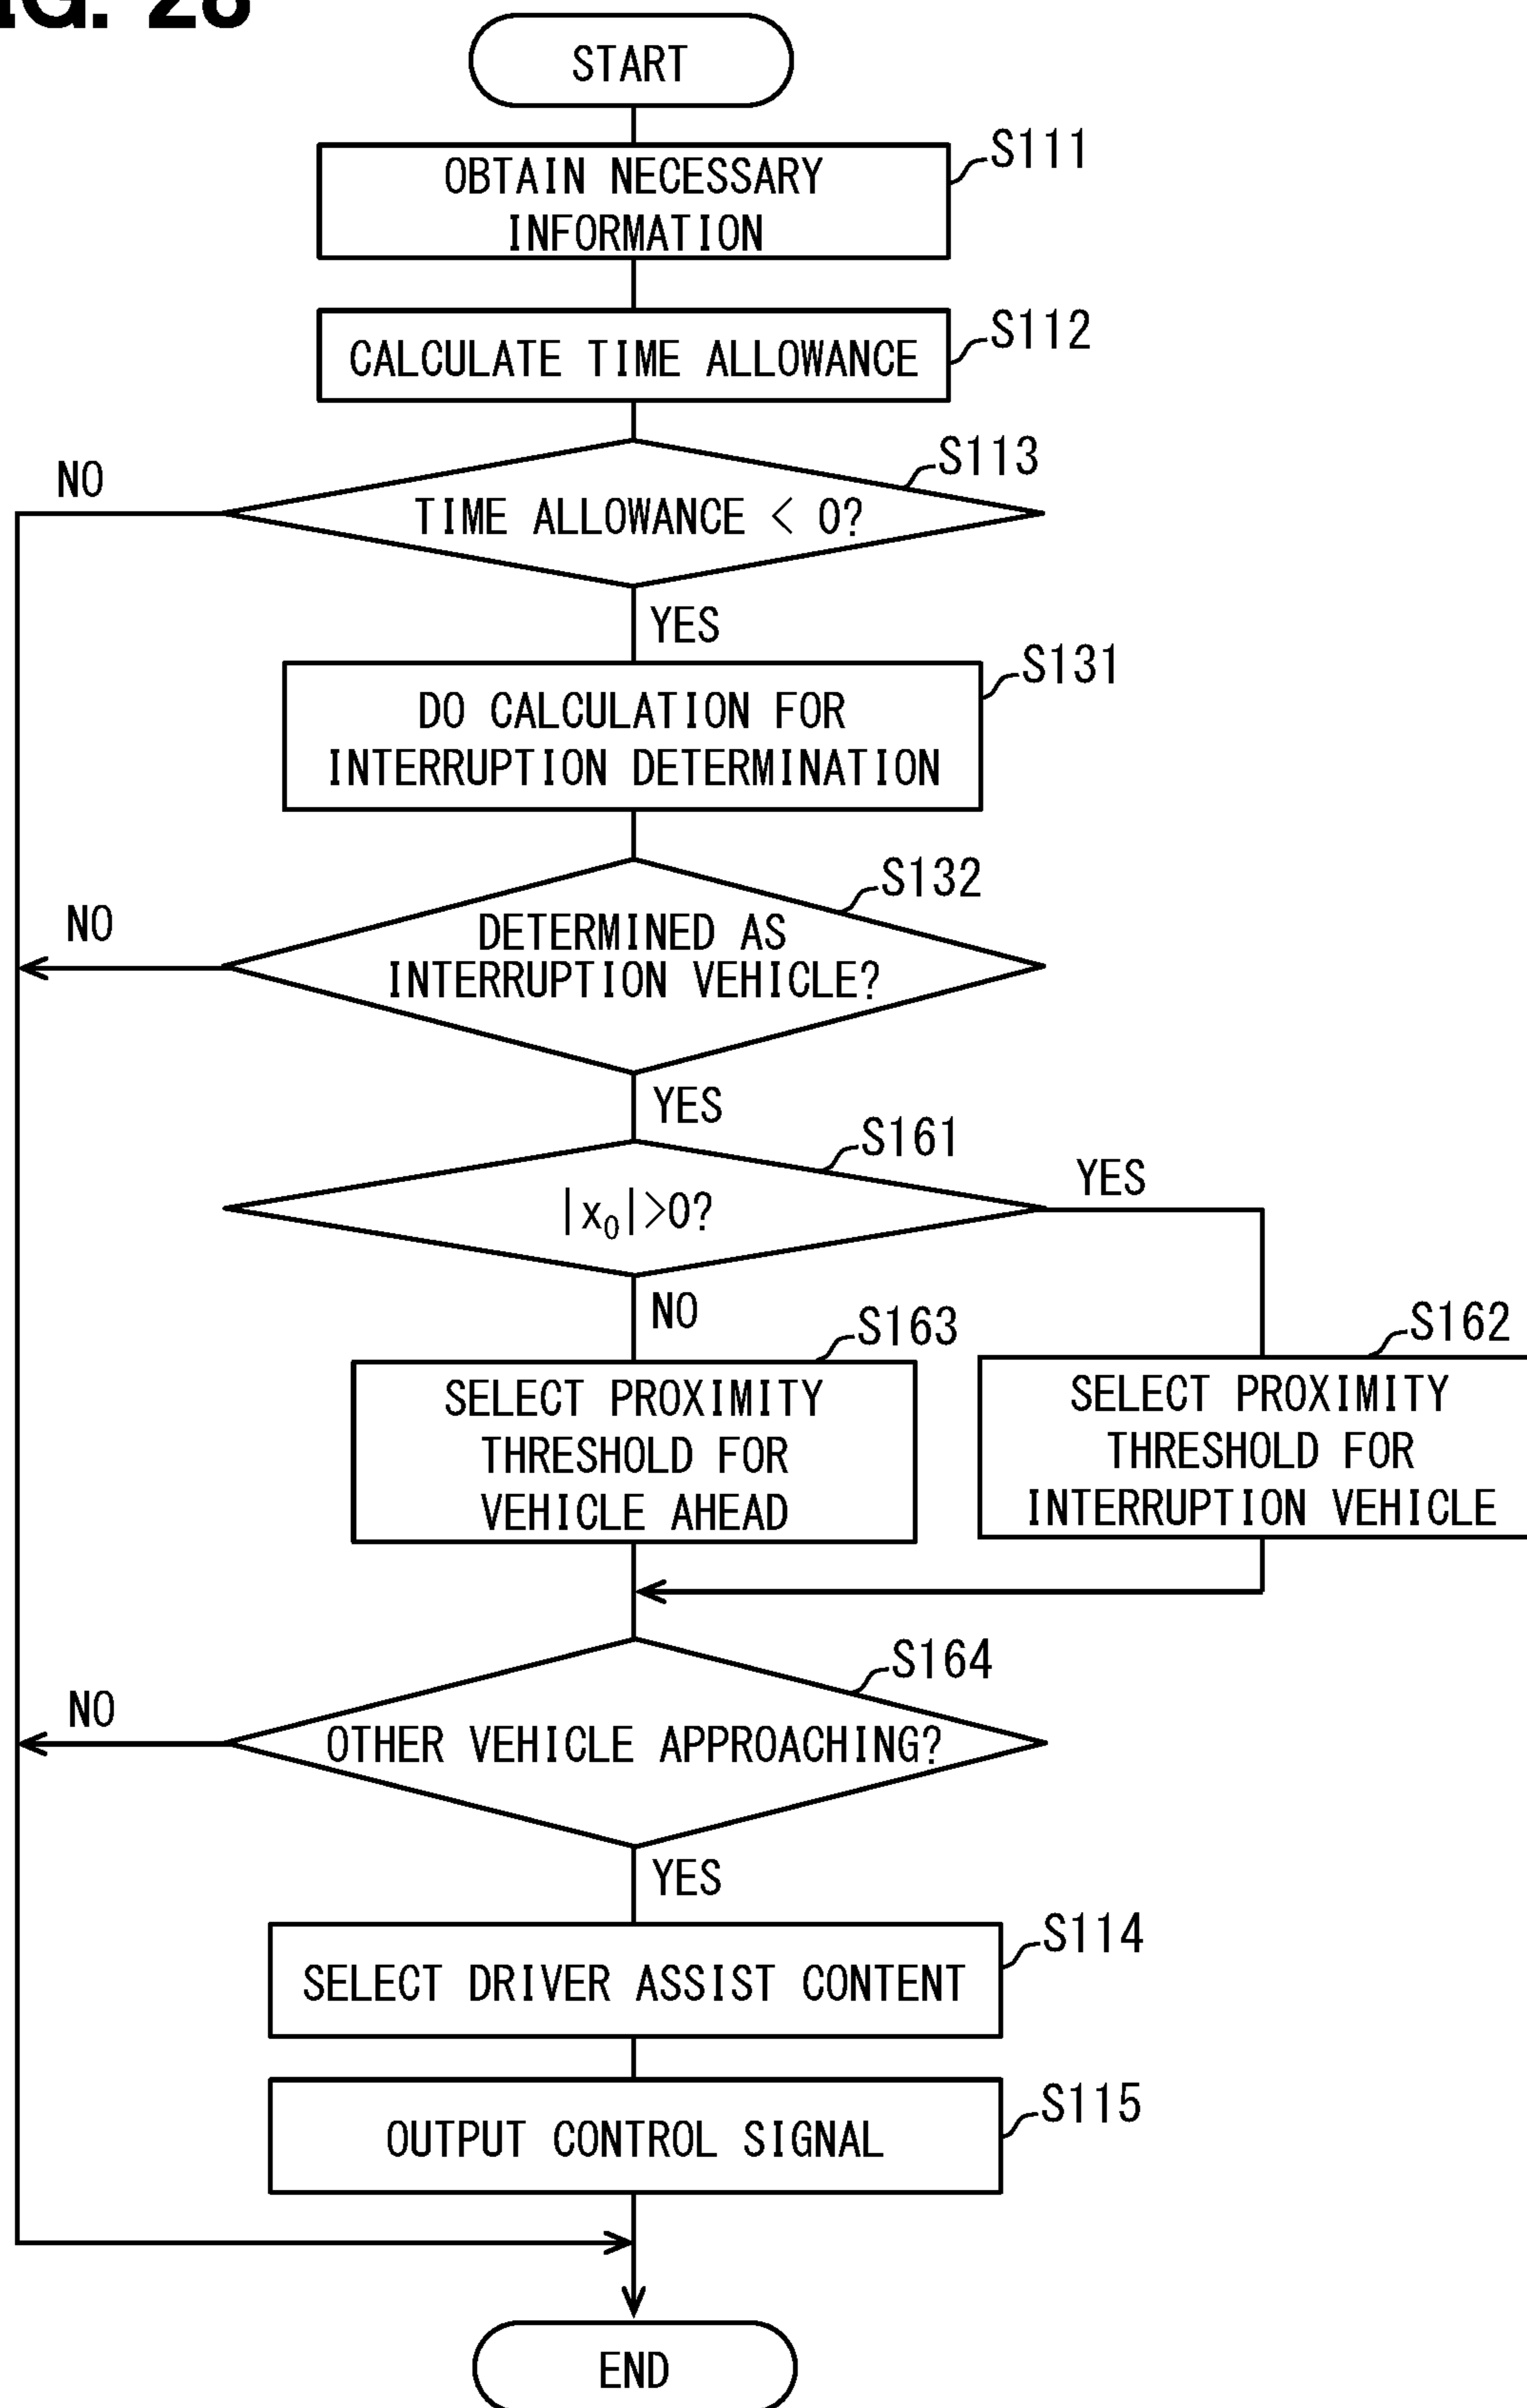 28
START
S111
OBTAIN NECESSARY
INFORMATION
S112
CALCULATE TIME ALLOWANCE
S113
NO
TIME ALLOWANCE < 0?
YES
S131
DO CALCULATION FOR
INTERRUPTION DETERMINATION
S132
NO
DETERMINED AS
INTERRUPTION VEHICLE?
YES
S161
YES
|x₀|>0?
NO
S163
S162
SELECT PROXIMITY
THRESHOLD FOR
VEHICLE AHEAD
SELECT PROXIMITY
THRESHOLD FOR
INTERRUPTION VEHICLE
S164
NO
OTHER VEHICLE APPROACHING?
YES
S114
SELECT DRIVER ASSIST CONTENT
S115
OUTPUT CONTROL SIGNAL
END